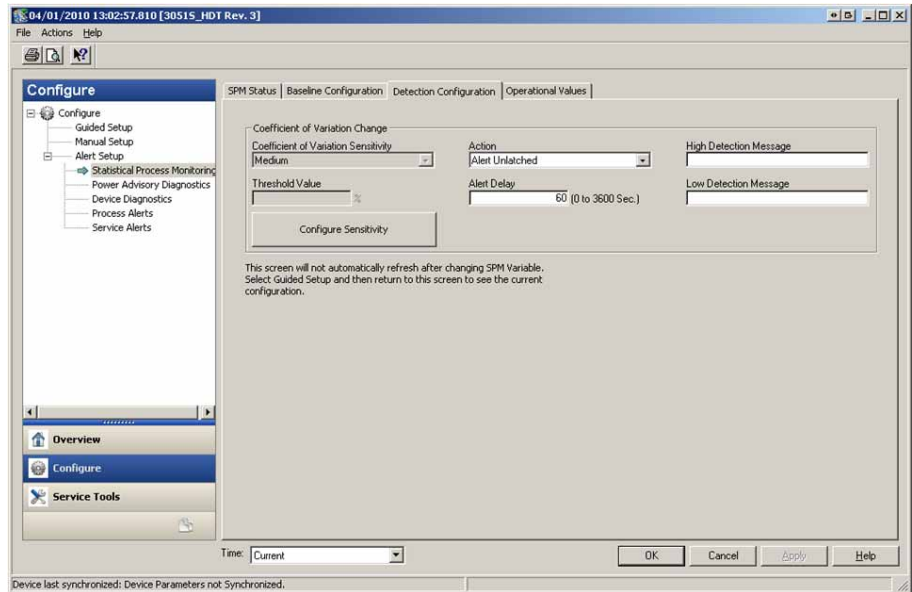 04/01/2010 13:02:57.810 [3051S_HDT Rev. 3]
File Actions Help
Configure
Configure
Guided Setup
Manual Setup
Alert Setup
Statistical Process Monitoring
Power Advisory Diagnostics
Device Diagnostics
Process Alerts
Service Alerts
Overview
Configure
Service Tools
SPM Status Baseline Configuration Detection Configuration Operational Values
Coefficient of Variation Change
Coefficient of Variation Sensitivity Action High Detection Message
Medium Alert Unlatched
Threshold Value Alert Delay Low Detection Message
% 60 (0 to 3600 Sec.)
Configure Sensitivity
This screen will not automatically refresh after changing SPM Variable.
Select Guided Setup and then return to this screen to see the current
configuration.
Time: Current OK Cancel Apply Help
Device last synchronized: Device Parameters not Synchronized.